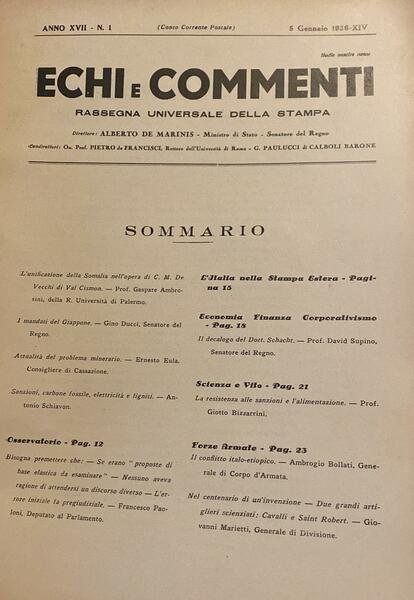 ANNO XVII - N. 1
(Conto Corrente Postale)
5 Gennaio 1936-XIV
ECHI E COMMENTI
RASSEGNA UNIVERSALE DELLA STAMPA
Direttore: ALBERTO DE MARINIS - Ministro di Stato - Senatore del Regno
Condirettori: On. Prof. PIETRO de FRANCISCI, Rettore dell'Università di Roma - G. PAULUCCI di CALBOLI BARONE
SOMMARIO
L'unificazione della Somalia nell'opera di C. M. De
Vecchi di Val Cismon. — Prof. Gaspare Ambro-
sini, della R. Università di Palermo.
I mandati del Giappone. — Gino Ducci, Senatore del
Regno.
Attualità del problema minerario. — Ernesto Eula.
Consigliere di Cassazione.
Sanzioni, carbone fossile, elettricità e ligniti. — An-
tonio Schiavon.
Osservatorio - Pag. 12
Bisogna premettere che: — Se erano "proposte di
base elastica da esaminare" — Nessuno aveva
ragione di attendersi un discorso diverso — L'er-
rore iniziale la pregiudiziale. — Francesco Pao-
loni, Deputato al Parlamento.
L'Italia nella Stampa Estera - Pagi-
na 15
Economia Finanza Corporativismo
- Pag. 18
Il decalogo del Dott. Schacht. — Prof. David Supino,
Senatore del Regno.
Scienza e Vita - Pag. 21
La resistenza alle sanzioni e l'alimentazione. — Prof.
Giotto Bizzarrini.
Forze Armate - Pag. 23
Il conflitto italo-etiopico. — Ambrogio Bollati, Gene-
rale di Corpo d'Armata.
Nel centenario di un'invenzione — Due grandi arti-
glieri scienziati: Cavalli e Saint Robert. — Gio-
vanni Marietti, Generale di Divisione.